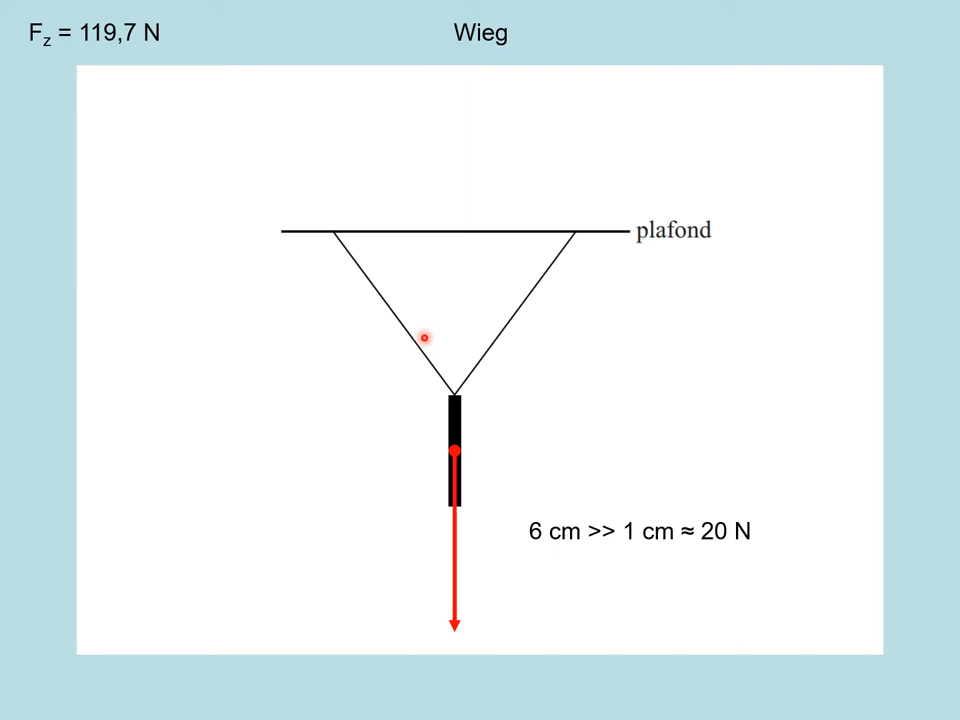 F_z = 119,7 N
Wieg
plafond
6 cm >> 1 cm ≈ 20 N